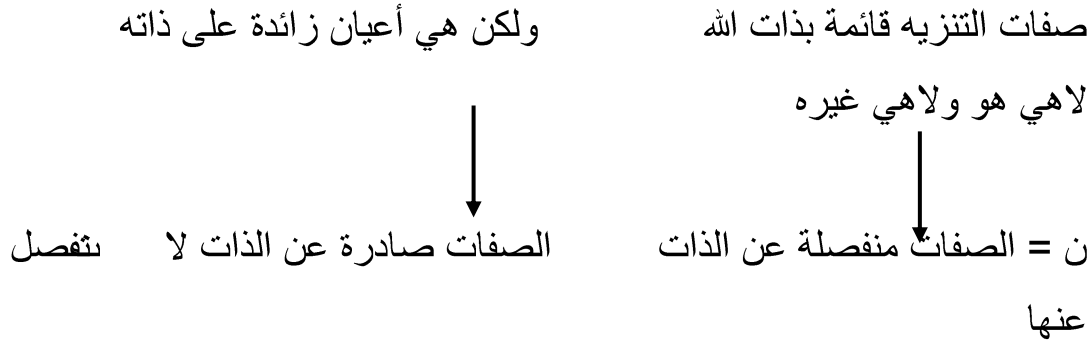 صفات التنزيه قائمة بذات الله ولكن هي أعيان زائدة على ذاته
لاهي هو ولاهي غيره
ن = الصفات منفصلة عن الذات الصفات صادرة عن الذات لا تنفصل
عنها